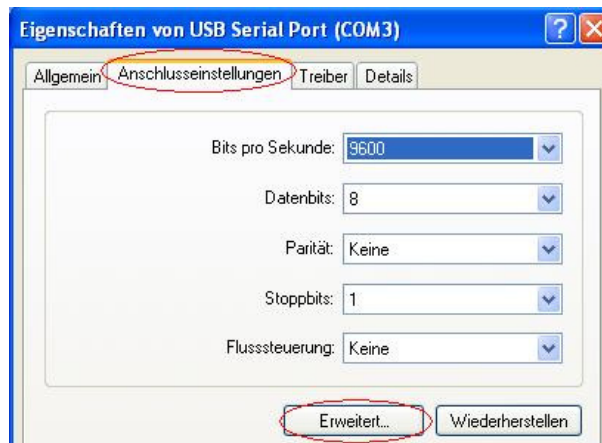 Eigenschaften von USB Serial Port (COM3)
Allgemein Anschlusseinstellungen Treiber Details
Bits pro Sekunde: 9600
Datenbits: 8
Parität: Keine
Stoppbits: 1
Flusssteuerung: Keine
Erweitert... Wiederherstellen